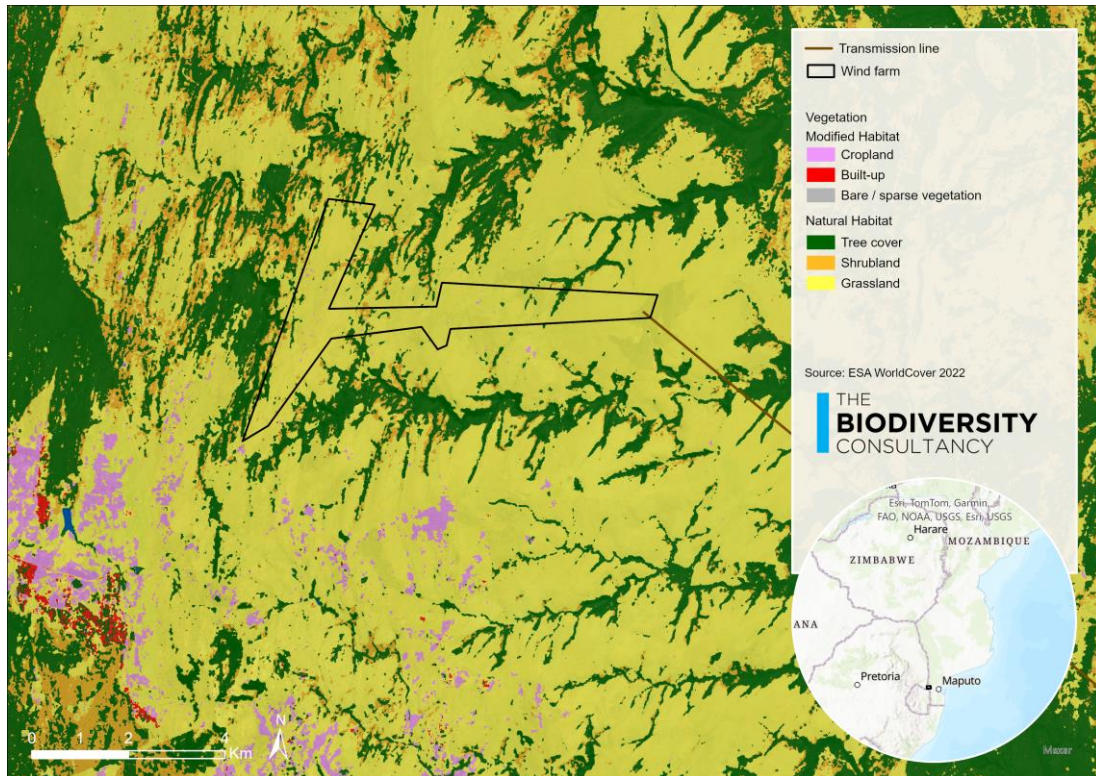 Transmission line
Wind farm
Vegetation
Modified Habitat
Cropland
Built-up
Bare / sparse vegetation
Natural Habitat
Tree cover
Shrubland
Grassland
Source: ESA WorldCover 2022
THE
BIODIVERSITY
CONSULTANCY
Esri, TomTom, Garmin,
FAO, NOAA, USGS, Esri, USGS
Harare
MOZAMBIQUE
ZIMBABWE
ANA
Pretoria
Maputo
N
0 1 2 4
Km
Maxar